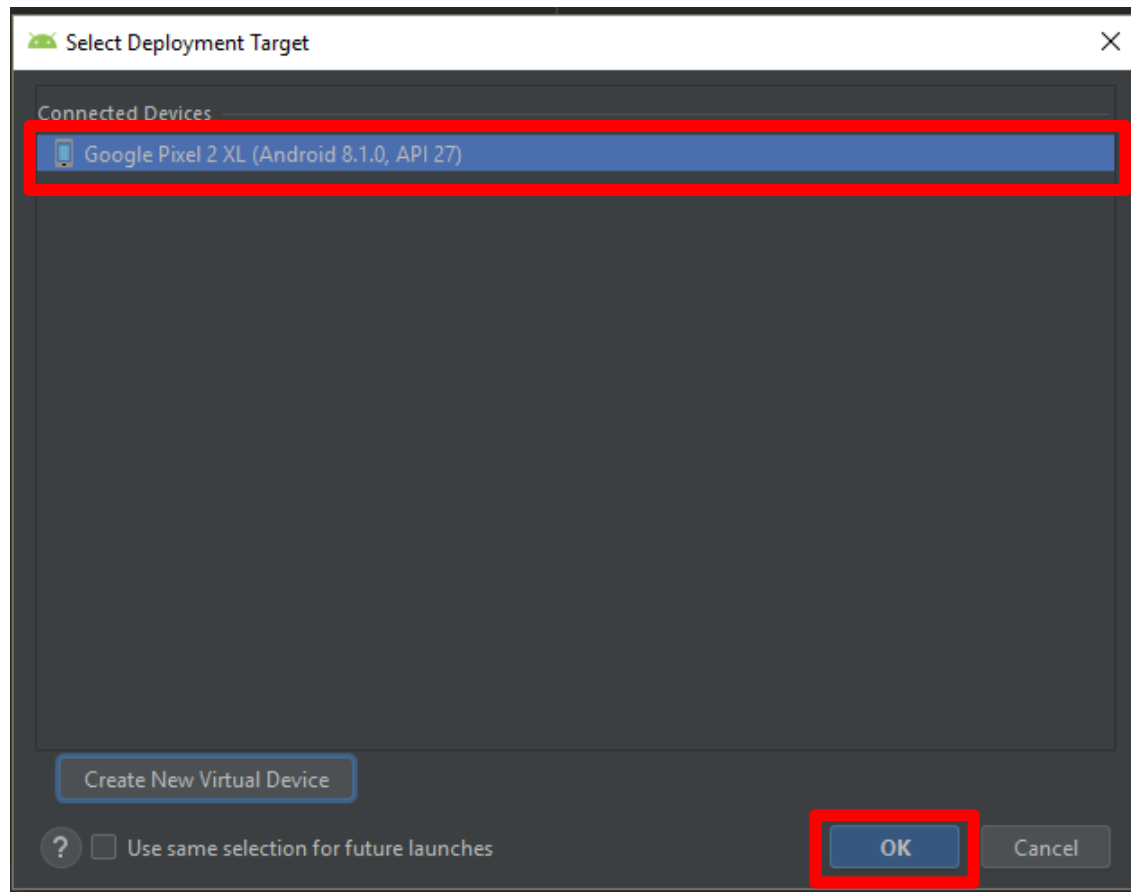 Select Deployment Target
Connected Devices
Google Pixel 2 XL (Android 8.1.0, API 27)
Create New Virtual Device
? Use same selection for future launches
OK
Cancel